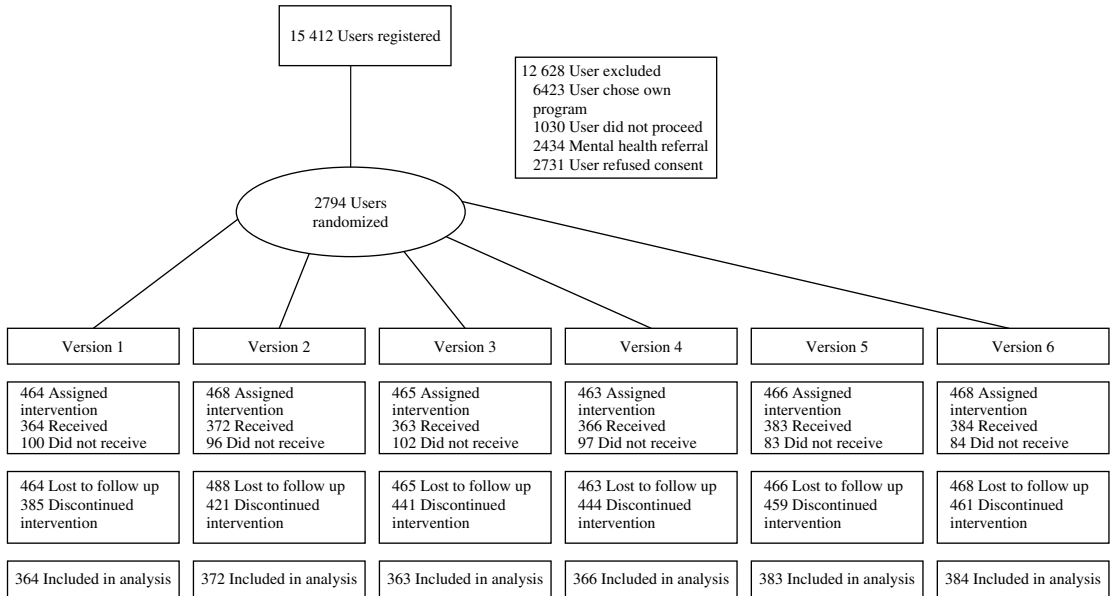 15 412 Users registered
12 628 User excluded
6423 User chose own
program
1030 User did not proceed
2434 Mental health referral
2731 User refused consent
2794 Users
randomized
Version 1
Version 2
Version 3
Version 4
Version 5
Version 6
464 Assigned
intervention
364 Received
100 Did not receive
468 Assigned
intervention
372 Received
96 Did not receive
465 Assigned
intervention
363 Received
102 Did not receive
463 Assigned
intervention
366 Received
97 Did not receive
466 Assigned
intervention
383 Received
83 Did not receive
468 Assigned
intervention
384 Received
84 Did not receive
464 Lost to follow up
385 Discontinued
intervention
488 Lost to follow up
421 Discontinued
intervention
465 Lost to follow up
441 Discontinued
intervention
463 Lost to follow up
444 Discontinued
intervention
466 Lost to follow up
459 Discontinued
intervention
468 Lost to follow up
461 Discontinued
intervention
364 Included in analysis
372 Included in analysis
363 Included in analysis
366 Included in analysis
383 Included in analysis
384 Included in analysis